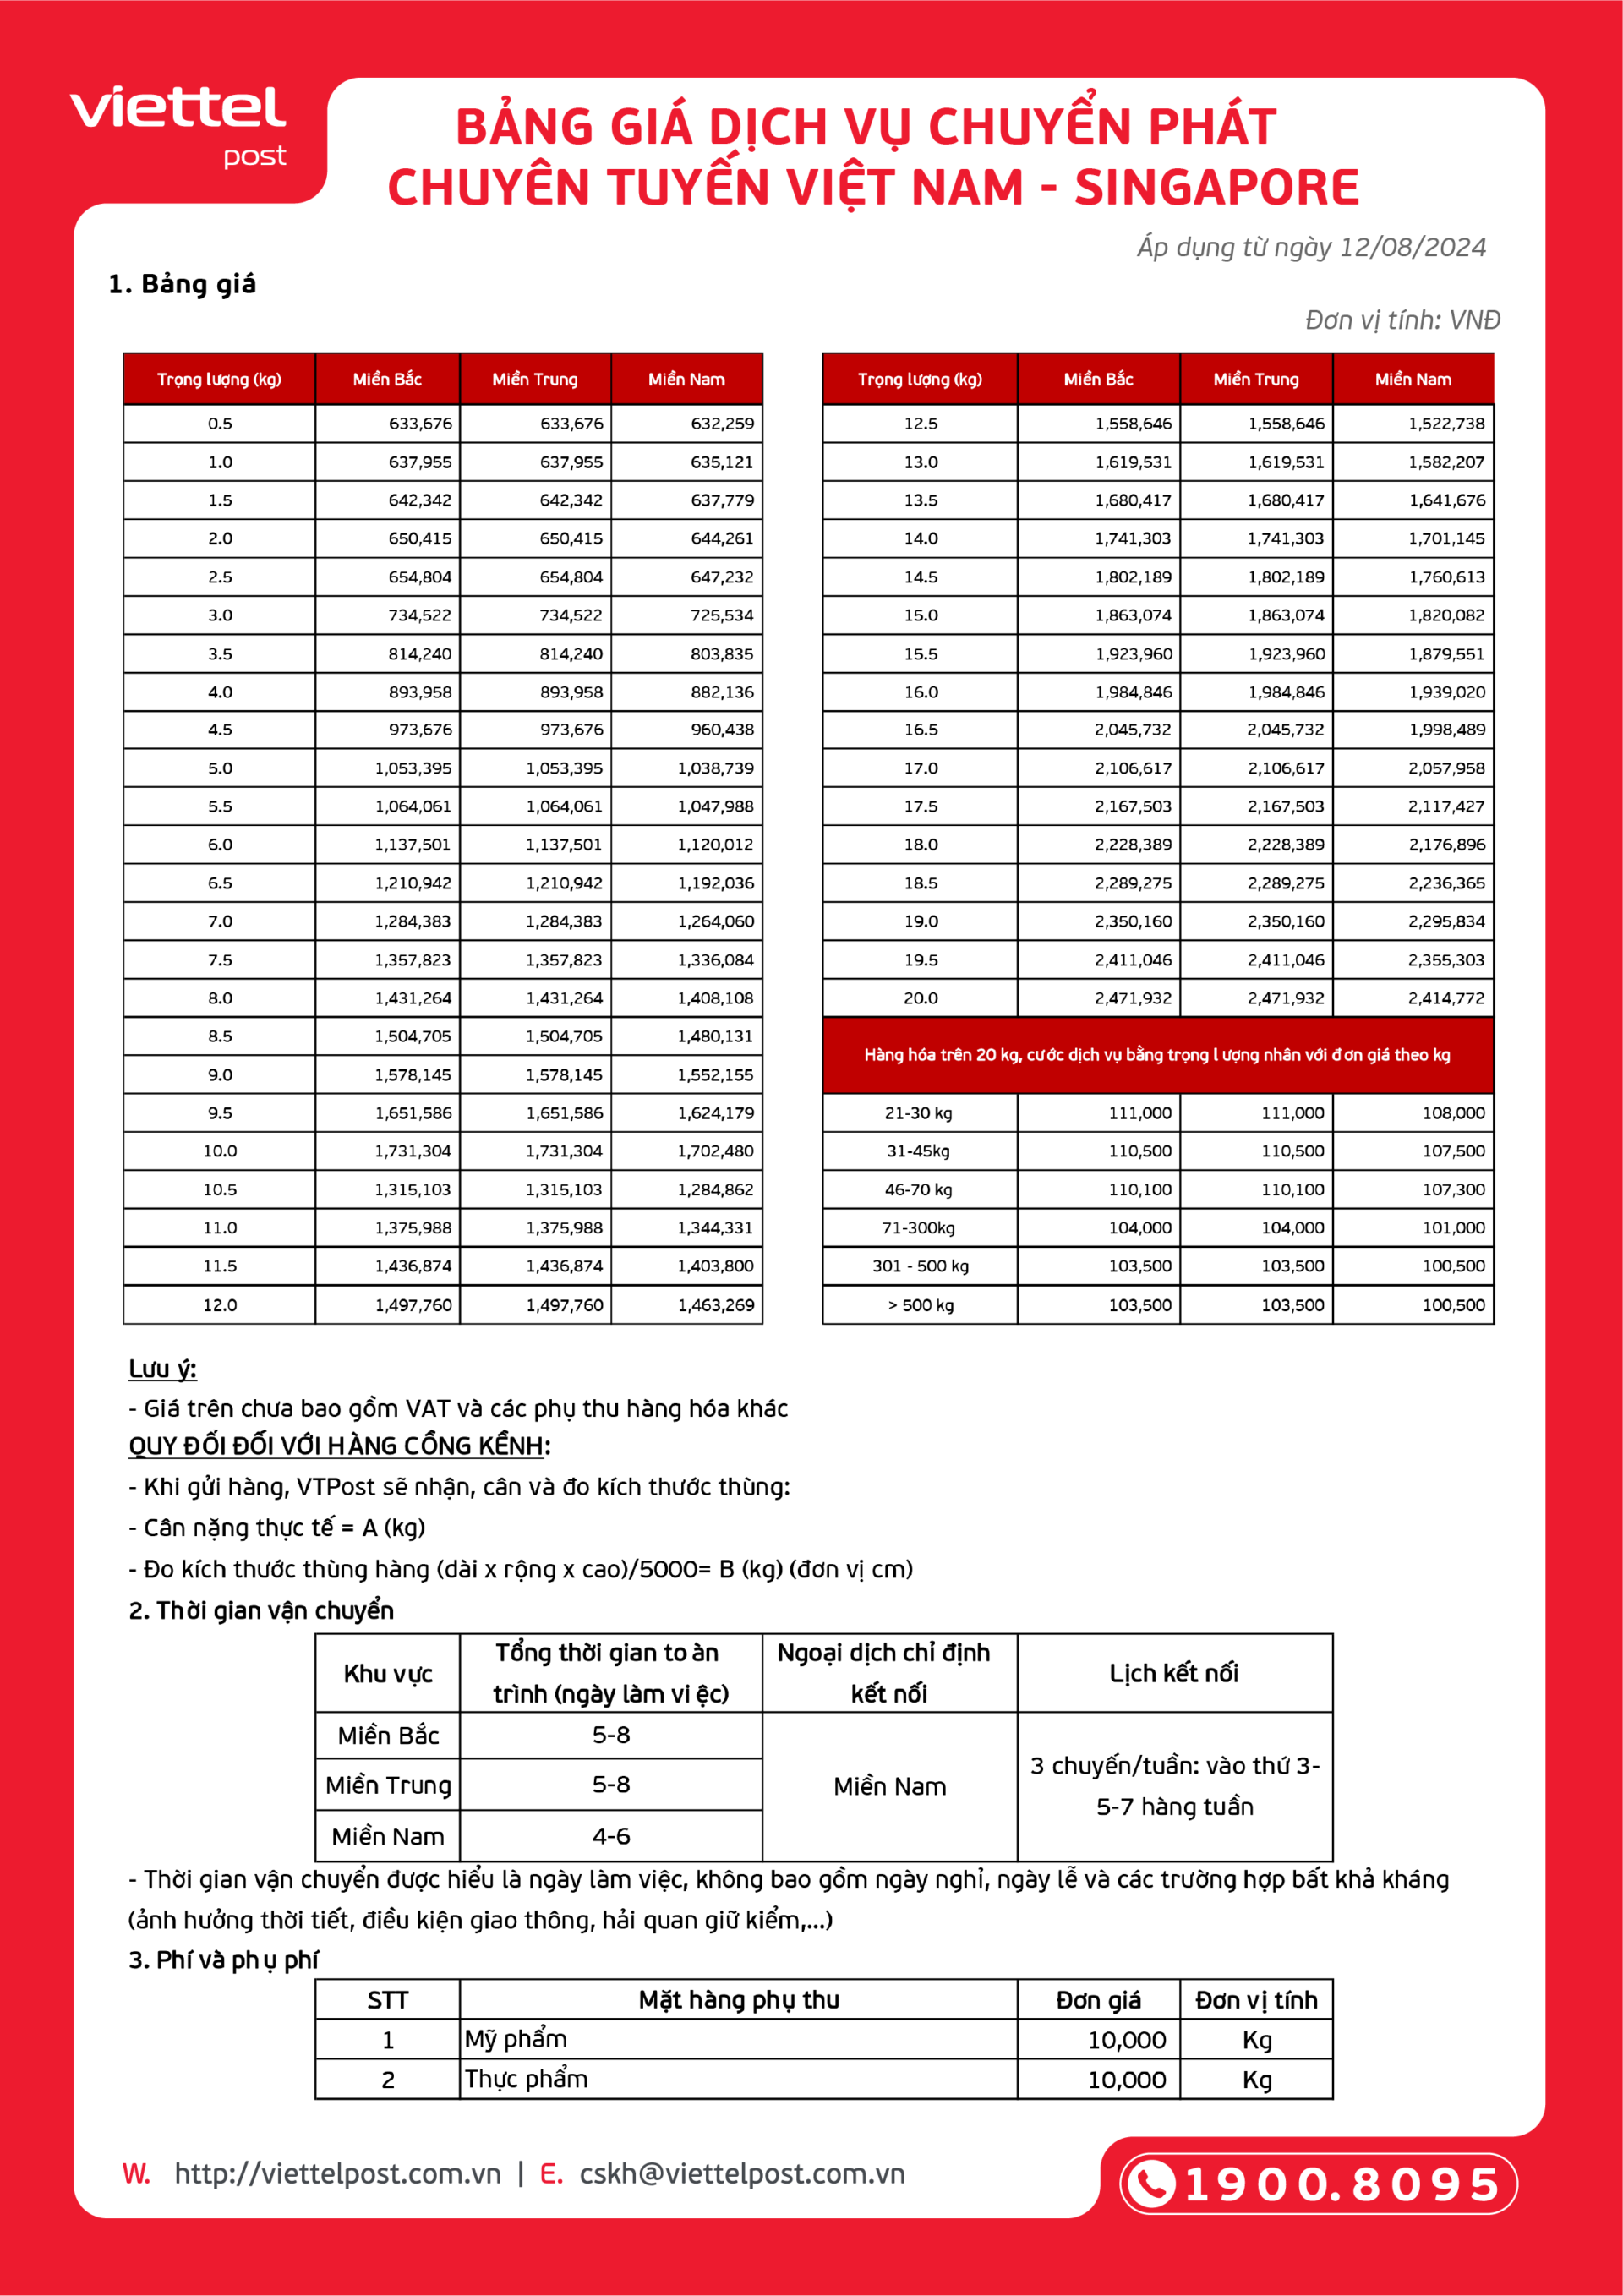 viettel
post
BẢNG GIÁ DỊCH VỤ CHUYỂN PHÁT
CHUYÊN TUYẾN VIỆT NAM - SINGAPORE
Áp dụng từ ngày 12/08/2024
1. Bảng giá
Đơn vị tính: VNĐ
Trọng lượng (kg) Miền Bắc Miền Trung Miền Nam
0.5 633,676 633,676 632,259
1.0 637,955 637,955 635,121
1.5 642,342 642,342 637,779
2.0 650,415 650,415 644,261
2.5 654,804 654,804 647,232
3.0 734,522 734,522 725,534
3.5 814,240 814,240 803,835
4.0 893,958 893,958 882,136
4.5 973,676 973,676 960,438
5.0 1,053,395 1,053,395 1,038,739
5.5 1,064,061 1,064,061 1,047,988
6.0 1,137,501 1,137,501 1,120,012
6.5 1,210,942 1,210,942 1,192,036
7.0 1,284,383 1,284,383 1,264,060
7.5 1,357,823 1,357,823 1,336,084
8.0 1,431,264 1,431,264 1,408,108
8.5 1,504,705 1,504,705 1,480,131
9.0 1,578,145 1,578,145 1,552,155
9.5 1,651,586 1,651,586 1,624,179
10.0 1,731,304 1,731,304 1,702,480
10.5 1,315,103 1,315,103 1,284,862
11.0 1,375,988 1,375,988 1,344,331
11.5 1,436,874 1,436,874 1,403,800
12.0 1,497,760 1,497,760 1,463,269
Trọng lượng (kg) Miền Bắc Miền Trung Miền Nam
12.5 1,558,646 1,558,646 1,522,738
13.0 1,619,531 1,619,531 1,582,207
13.5 1,680,417 1,680,417 1,641,676
14.0 1,741,303 1,741,303 1,701,145
14.5 1,802,189 1,802,189 1,760,613
15.0 1,863,074 1,863,074 1,820,082
15.5 1,923,960 1,923,960 1,879,551
16.0 1,984,846 1,984,846 1,939,020
16.5 2,045,732 2,045,732 1,998,489
17.0 2,106,617 2,106,617 2,057,958
17.5 2,167,503 2,167,503 2,117,427
18.0 2,228,389 2,228,389 2,176,896
18.5 2,289,275 2,289,275 2,236,365
19.0 2,350,160 2,350,160 2,295,834
19.5 2,411,046 2,411,046 2,355,303
20.0 2,471,932 2,471,932 2,414,772
Hàng hóa trên 20 kg, cước dịch vụ bằng trọng lượng nhân với đơn giá theo kg
21-30 kg 111,000 111,000 108,000
31-45kg 110,500 110,500 107,500
46-70 kg 110,100 110,100 107,300
71-300kg 104,000 104,000 101,000
301 - 500 kg 103,500 103,500 100,500
> 500 kg 103,500 103,500 100,500
Lưu ý:
- Giá trên chưa bao gồm VAT và các phụ thu hàng hóa khác
QUY ĐỔI ĐỐI VỚI HÀNG CỒNG KỀNH:
- Khi gửi hàng, VTPost sẽ nhận, cân và đo kích thước thùng:
- Cân nặng thực tế = A (kg)
- Đo kích thước thùng hàng (dài x rộng x cao)/5000= B (kg) (đơn vị cm)
2. Thời gian vận chuyển
Khu vực Tổng thời gian toàn trình (ngày làm việc) Ngoại dịch chỉ định kết nối Lịch kết nối
Miền Bắc 5-8
Miền Trung 5-8
Miền Nam 4-6
Miền Nam
3 chuyến/tuần: vào thứ 3-
5-7 hàng tuần
- Thời gian vận chuyển được hiểu là ngày làm việc, không bao gồm ngày nghỉ, ngày lễ và các trường hợp bất khả kháng
(ảnh hưởng thời tiết, điều kiện giao thông, hải quan giữ kiểm,...)
3. Phí và phụ phí
STT Mặt hàng phụ thu Đơn giá Đơn vị tính
1 Mỹ phẩm 10,000 Kg
2 Thực phẩm 10,000 Kg
W. http://viettelpost.com.vn | E. cskh@viettelpost.com.vn
1900.8095